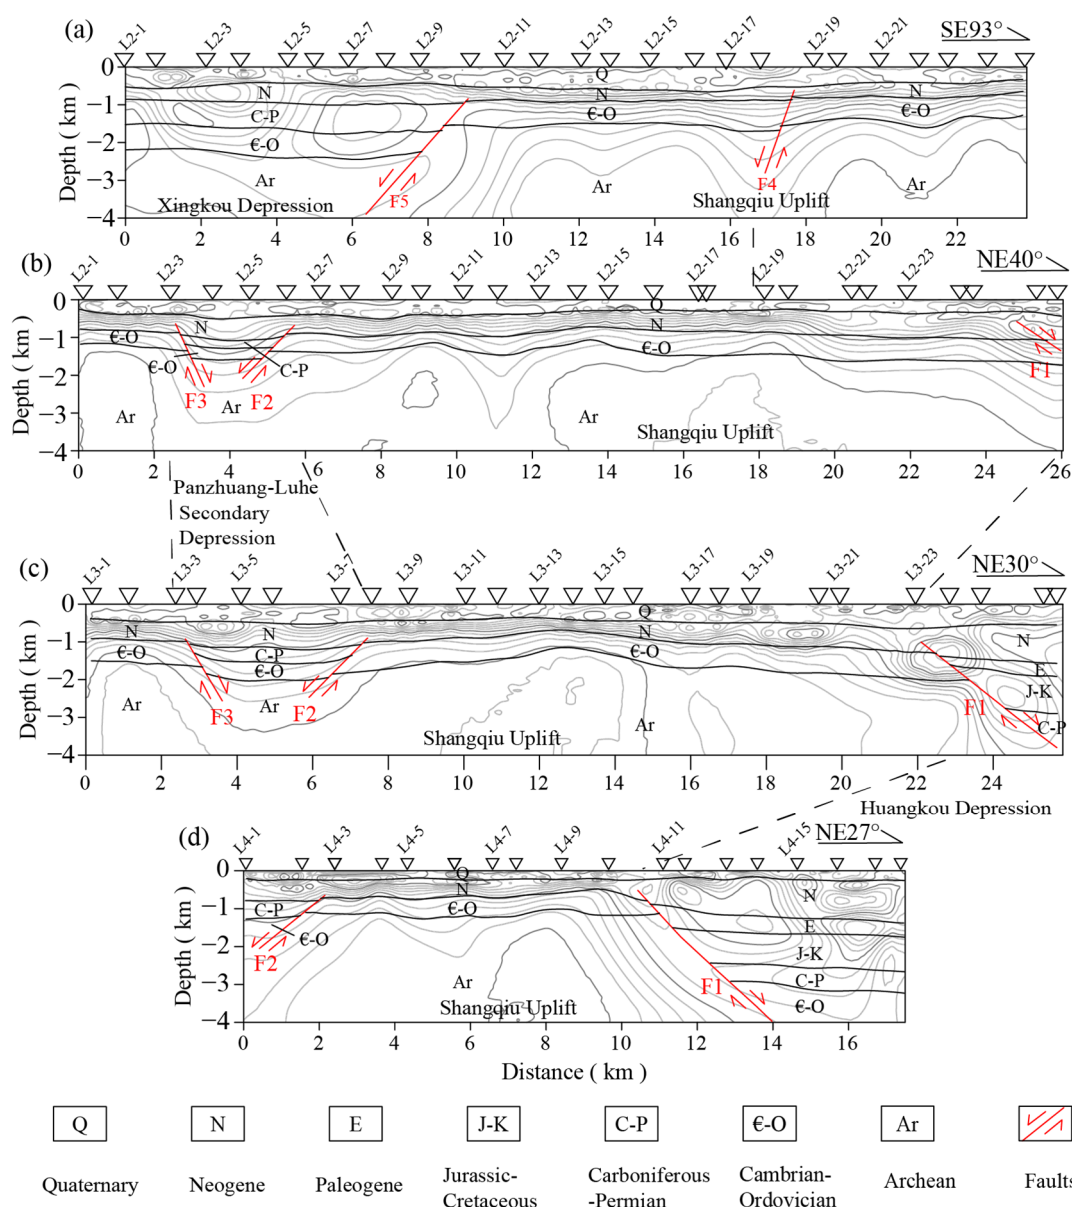 (a)
L2-1
L2-3
L2-5
L2-7
L2-9
L2-11
L2-13
L2-15
L2-17
L2-19
L2-21
SE93°
Depth ( km )
0
−1
−2
−3
−4
Q
N
N
N
C-P
€-O
€-O
€-O
Ar
Ar
Ar
F5
F4
Xingkou Depression
Shangqiu Uplift
0 2 4 6 8 10 12 14 16 18 20 22
(b)
L2-1
L2-3
L2-5
L2-7
L2-9
L2-11
L2-13
L2-15
L2-17
L2-19
L2-21
L2-23
NE40°
Depth ( km )
0
−1
−2
−3
−4
Q
N
N
€-O
€-O
€-O
C-P
F3
F2
F1
Ar
Ar
Ar
Shangqiu Uplift
0 2 4 6 8 10 12 14 16 18 20 22 24 26
Panzhuang-Luhe
Secondary
Depression
(c)
L3-1
L3-3
L3-5
L3-7
L3-9
L3-11
L3-13
L3-15
L3-17
L3-19
L3-21
L3-23
NE30°
Depth ( km )
0
−1
−2
−3
−4
Q
N
N
N
N
€-O
C-P
€-O
€-O
E
J-K
C-P
Ar
Ar
Ar
F3
F2
F1
Shangqiu Uplift
0 2 4 6 8 10 12 14 16 18 20 22 24
Huangkou Depression
(d)
L4-1
L4-3
L4-5
L4-7
L4-9
L4-11
L4-15
NE27°
Depth ( km )
0
−1
−2
−3
−4
Q
N
N
C-P
€-O
€-O
E
J-K
C-P
€-O
F2
F1
Ar
Shangqiu Uplift
0 2 4 6 8 10 12 14 16
Distance ( km )
Q N E J-K C-P €-O Ar
Quaternary
Neogene
Paleogene
Jurassic-
Cretaceous
Carboniferous
-Permian
Cambrian-
Ordovician
Archean
Faults